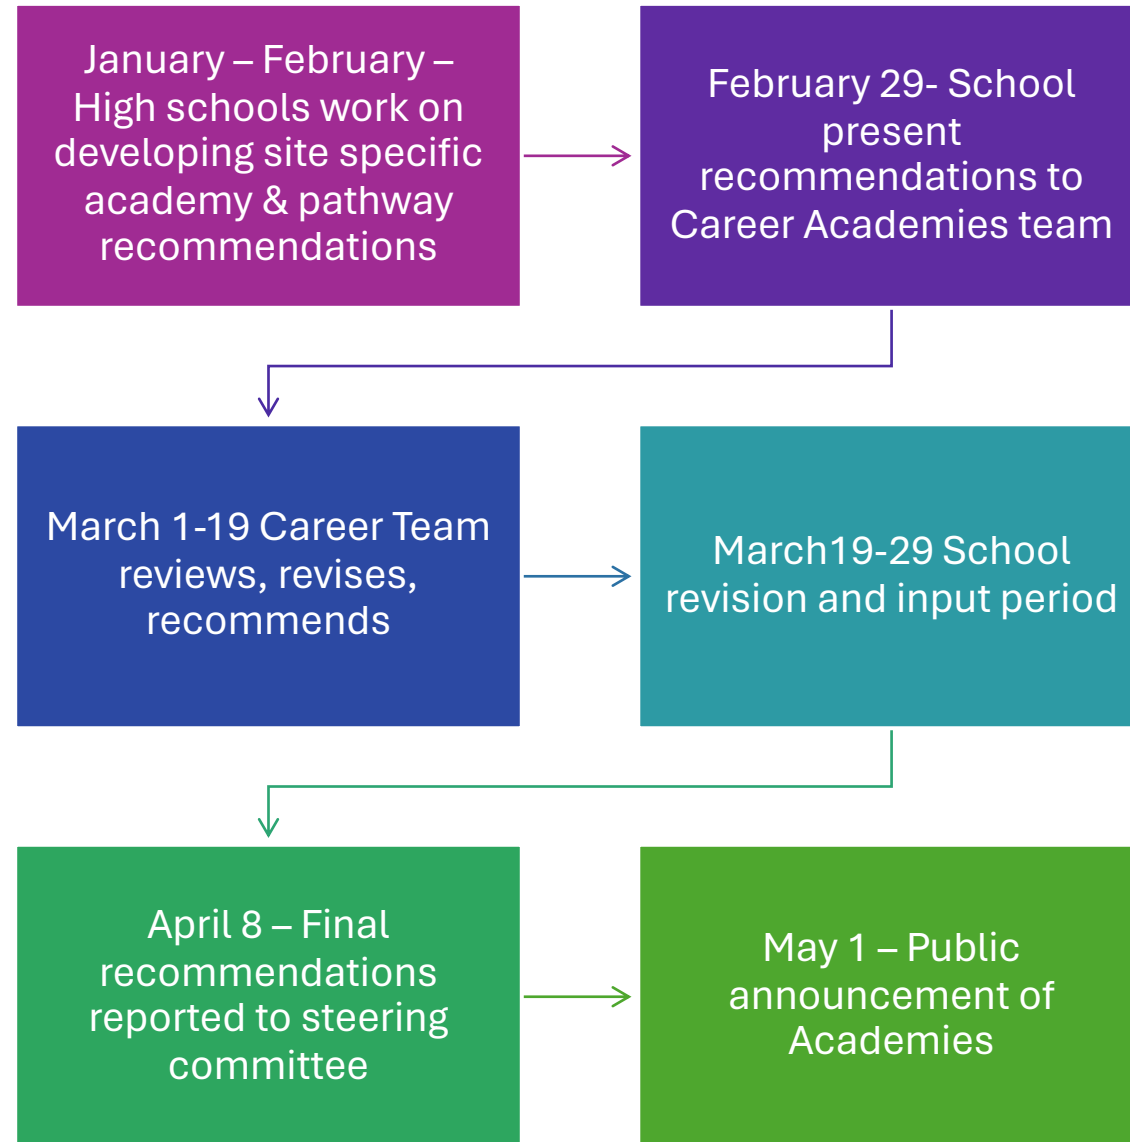 January – February –
High schools work on
developing site specific
academy & pathway
recommendations
February 29- School
present
recommendations to
Career Academies team
March 1-19 Career Team
reviews, revises,
recommends
March19-29 School
revision and input period
April 8 – Final
recommendations
reported to steering
committee
May 1 – Public
announcement of
Academies